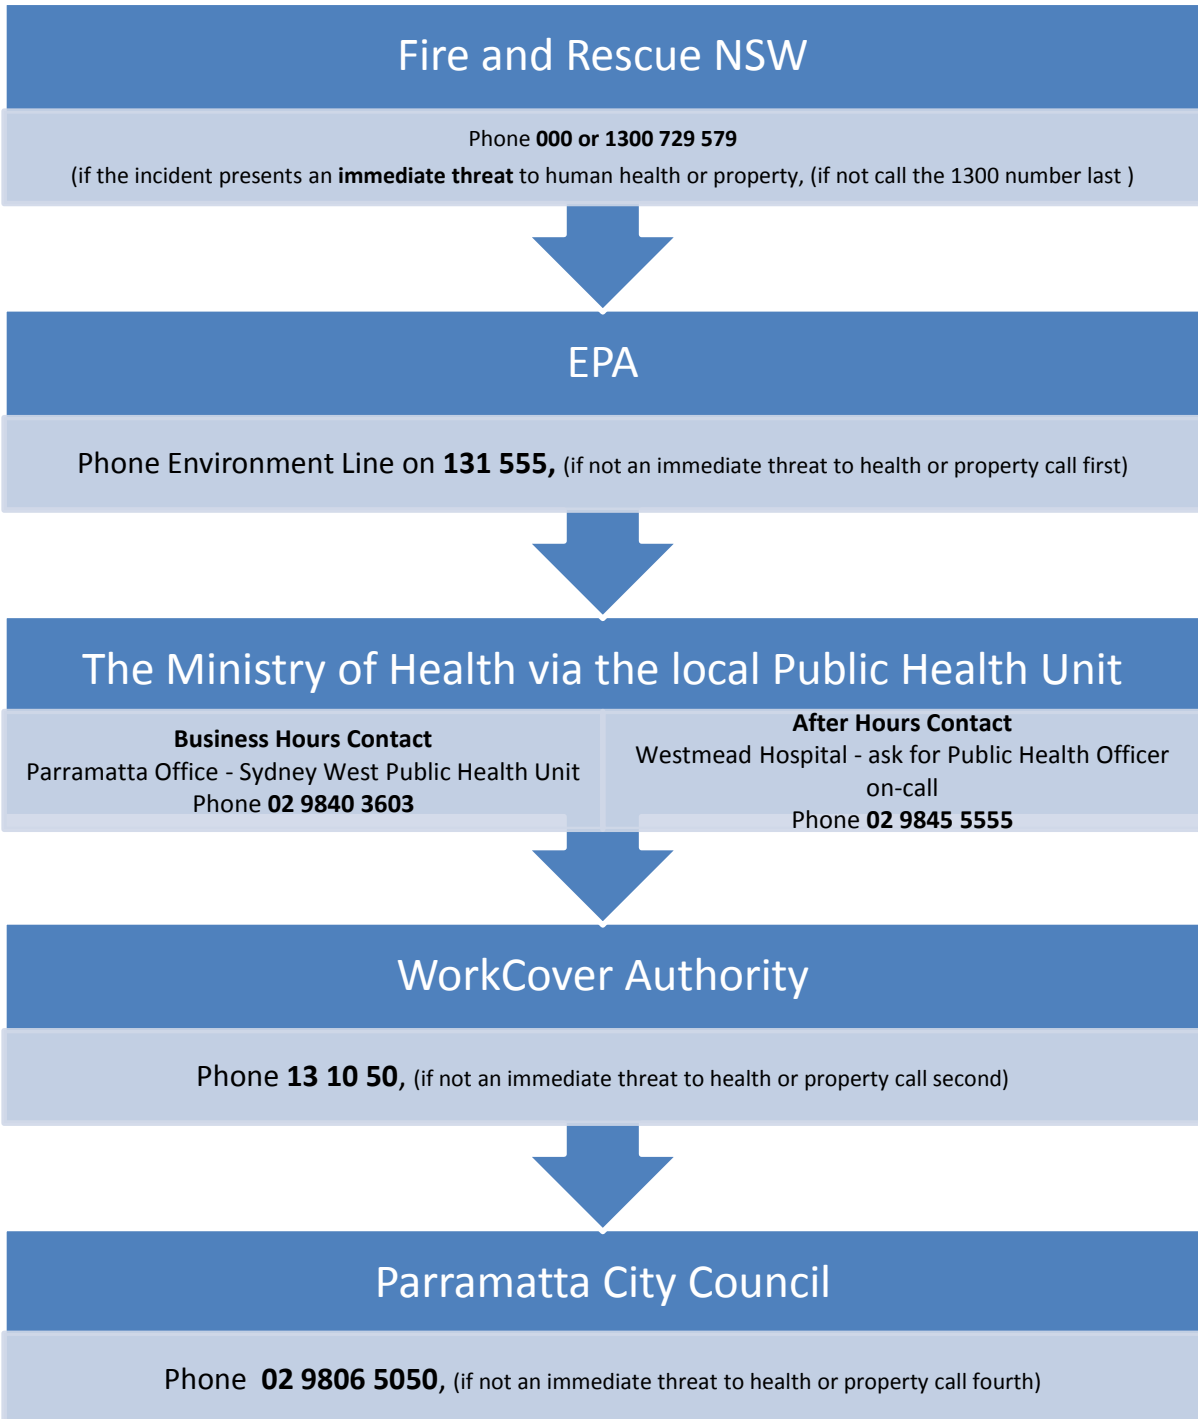 Fire and Rescue NSW
Phone 000 or 1300 729 579
(if the incident presents an immediate threat to human health or property, (if not call the 1300 number last )
EPA
Phone Environment Line on 131 555, (if not an immediate threat to health or property call first)
The Ministry of Health via the local Public Health Unit
Business Hours Contact
Parramatta Office - Sydney West Public Health Unit
Phone 02 9840 3603
After Hours Contact
Westmead Hospital - ask for Public Health Officer
on-call
Phone 02 9845 5555
WorkCover Authority
Phone 13 10 50, (if not an immediate threat to health or property call second)
Parramatta City Council
Phone 02 9806 5050, (if not an immediate threat to health or property call fourth)